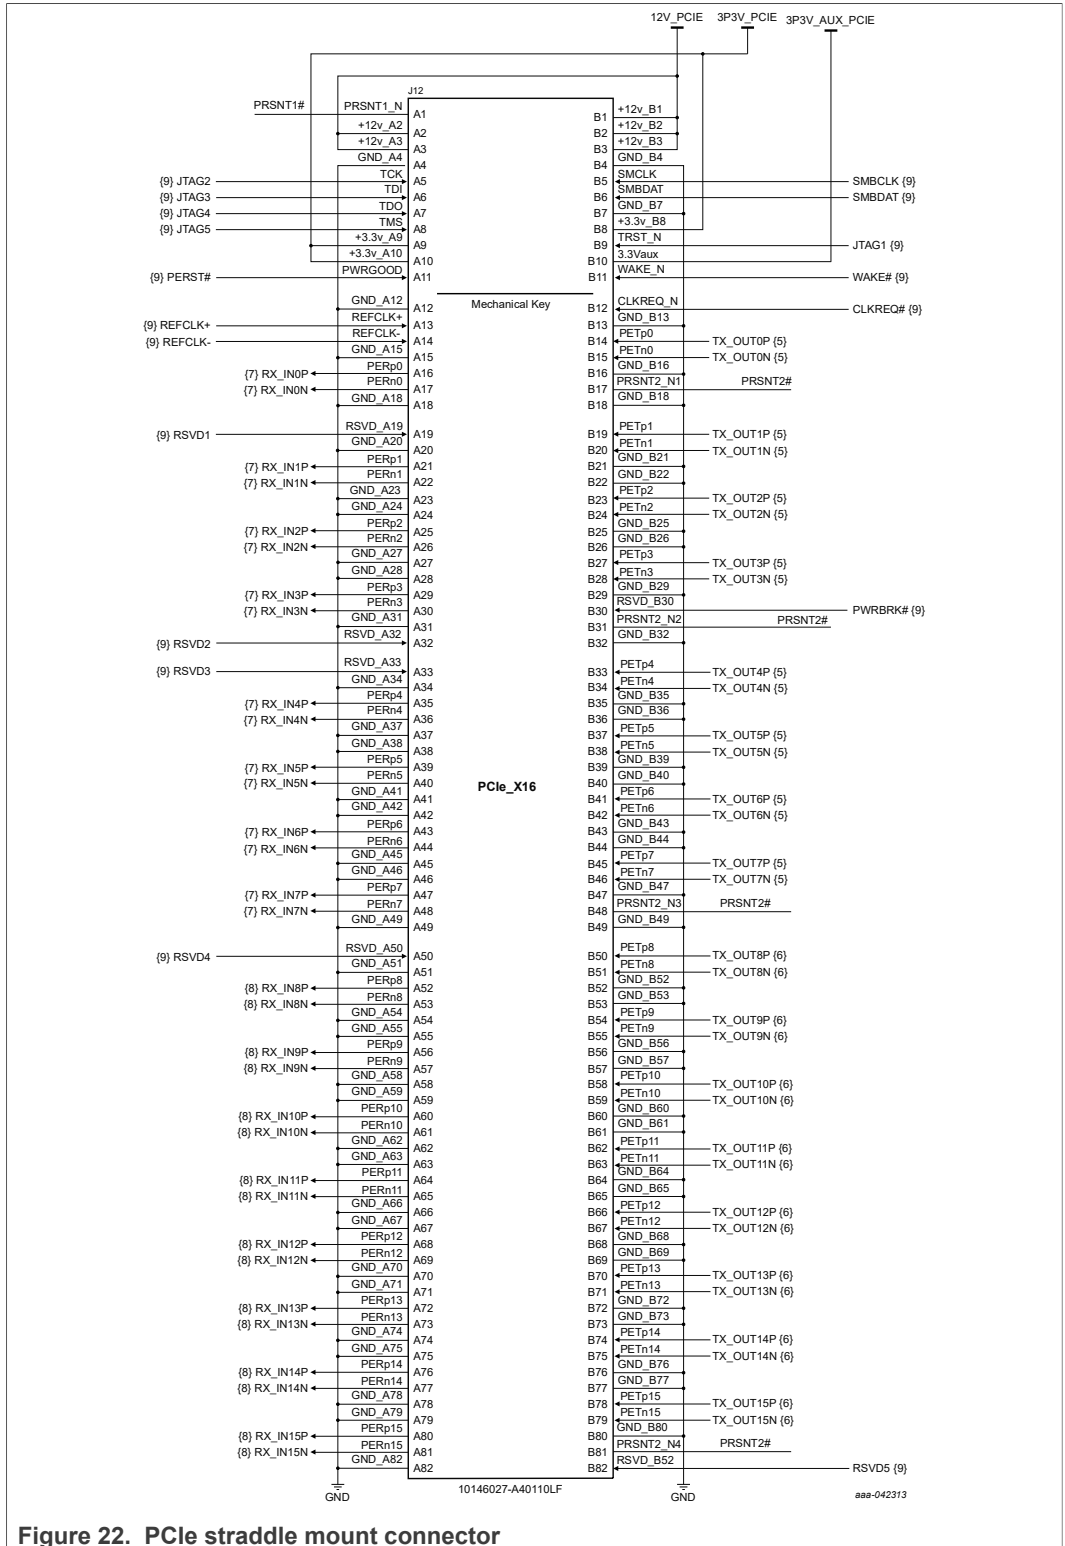 12V_PCIE 3P3V_PCIE 3P3V_AUX_PCIE
J12
PRSNT1# PRSNT1_N A1 B1 +12v_B1
+12v_A2 A2 B2 +12v_B2
+12v_A3 A3 B3 +12v_B3
GND_A4 A4 B4 GND_B4
{9} JTAG2 TCK A5 B5 SMCLK SMBCLK {9}
{9} JTAG3 TDI A6 B6 SMBDAT SMBDAT {9}
{9} JTAG4 TDO A7 B7 GND_B7
{9} JTAG5 TMS A8 B8 +3.3v_B8
+3.3v_A9 A9 B9 TRST_N JTAG1 {9}
+3.3v_A10 A10 B10 3.3Vaux
{9} PERST# PWRGOOD A11 B11 WAKE_N WAKE# {9}
Mechanical Key
GND_A12 A12 B12 CLKREQ_N CLKREQ# {9}
{9} REFCLK+ REFCLK+ A13 B13 GND_B13
{9} REFCLK- REFCLK- A14 B14 PETp0 TX_OUT0P {5}
GND_A15 A15 B15 PETn0 TX_OUT0N {5}
{7} RX_IN0P PERp0 A16 B16 GND_B16
{7} RX_IN0N PERn0 A17 B17 PRSNT2_N1 PRSNT2#
GND_A18 A18 B18 GND_B18
{9} RSVD1 RSVD_A19 A19 B19 PETp1 TX_OUT1P {5}
GND_A20 A20 B20 PETn1 TX_OUT1N {5}
{7} RX_IN1P PERp1 A21 B21 GND_B21
{7} RX_IN1N PERn1 A22 B22 GND_B22
GND_A23 A23 B23 PETp2 TX_OUT2P {5}
GND_A24 A24 B24 PETn2 TX_OUT2N {5}
{7} RX_IN2P PERp2 A25 B25 GND_B25
{7} RX_IN2N PERn2 A26 B26 GND_B26
GND_A27 A27 B27 PETp3 TX_OUT3P {5}
GND_A28 A28 B28 PETn3 TX_OUT3N {5}
{7} RX_IN3P PERp3 A29 B29 GND_B29
{7} RX_IN3N PERn3 A30 B30 RSVD_B30 PWRBRK# {9}
GND_A31 A31 B31 PRSNT2_N2 PRSNT2#
{9} RSVD2 RSVD_A32 A32 B32 GND_B32
{9} RSVD3 RSVD_A33 A33 B33 PETp4 TX_OUT4P {5}
GND_A34 A34 B34 PETn4 TX_OUT4N {5}
{7} RX_IN4P PERp4 A35 B35 GND_B35
{7} RX_IN4N PERn4 A36 B36 GND_B36
GND_A37 A37 B37 PETp5 TX_OUT5P {5}
GND_A38 A38 B38 PETn5 TX_OUT5N {5}
{7} RX_IN5P PERp5 A39 B39 GND_B39
{7} RX_IN5N PERn5 A40 B40 GND_B40
PCIe_X16
GND_A41 A41 B41 PETp6 TX_OUT6P {5}
GND_A42 A42 B42 PETn6 TX_OUT6N {5}
{7} RX_IN6P PERp6 A43 B43 GND_B43
{7} RX_IN6N PERn6 A44 B44 GND_B44
GND_A45 A45 B45 PETp7 TX_OUT7P {5}
GND_A46 A46 B46 PETn7 TX_OUT7N {5}
{7} RX_IN7P PERp7 A47 B47 GND_B47
{7} RX_IN7N PERn7 A48 B48 PRSNT2_N3 PRSNT2#
GND_A49 A49 B49 GND_B49
{9} RSVD4 RSVD_A50 A50 B50 PETp8 TX_OUT8P {6}
GND_A51 A51 B51 PETn8 TX_OUT8N {6}
{8} RX_IN8P PERp8 A52 B52 GND_B52
{8} RX_IN8N PERn8 A53 B53 GND_B53
GND_A54 A54 B54 PETp9 TX_OUT9P {6}
GND_A55 A55 B55 PETn9 TX_OUT9N {6}
{8} RX_IN9P PERp9 A56 B56 GND_B56
{8} RX_IN9N PERn9 A57 B57 GND_B57
GND_A58 A58 B58 PETp10 TX_OUT10P {6}
GND_A59 A59 B59 PETn10 TX_OUT10N {6}
{8} RX_IN10P PERp10 A60 B60 GND_B60
{8} RX_IN10N PERn10 A61 B61 GND_B61
GND_A62 A62 B62 PETp11 TX_OUT11P {6}
GND_A63 A63 B63 PETn11 TX_OUT11N {6}
{8} RX_IN11P PERp11 A64 B64 GND_B64
{8} RX_IN11N PERn11 A65 B65 GND_B65
GND_A66 A66 B66 PETp12 TX_OUT12P {6}
GND_A67 A67 B67 PETn12 TX_OUT12N {6}
{8} RX_IN12P PERp12 A68 B68 GND_B68
{8} RX_IN12N PERn12 A69 B69 GND_B69
GND_A70 A70 B70 PETp13 TX_OUT13P {6}
GND_A71 A71 B71 PETn13 TX_OUT13N {6}
{8} RX_IN13P PERp13 A72 B72 GND_B72
{8} RX_IN13N PERn13 A73 B73 GND_B73
GND_A74 A74 B74 PETp14 TX_OUT14P {6}
GND_A75 A75 B75 PETn14 TX_OUT14N {6}
{8} RX_IN14P PERp14 A76 B76 GND_B76
{8} RX_IN14N PERn14 A77 B77 GND_B77
GND_A78 A78 B78 PETp15 TX_OUT15P {6}
GND_A79 A79 B79 PETn15 TX_OUT15N {6}
{8} RX_IN15P PERp15 A80 B80 GND_B80
{8} RX_IN15N PERn15 A81 B81 PRSNT2_N4 PRSNT2#
GND_A82 A82 B82 RSVD_B52 RSVD5 {9}
GND 10146027-A40110LF GND aaa-042313
Figure 22. PCIe straddle mount connector